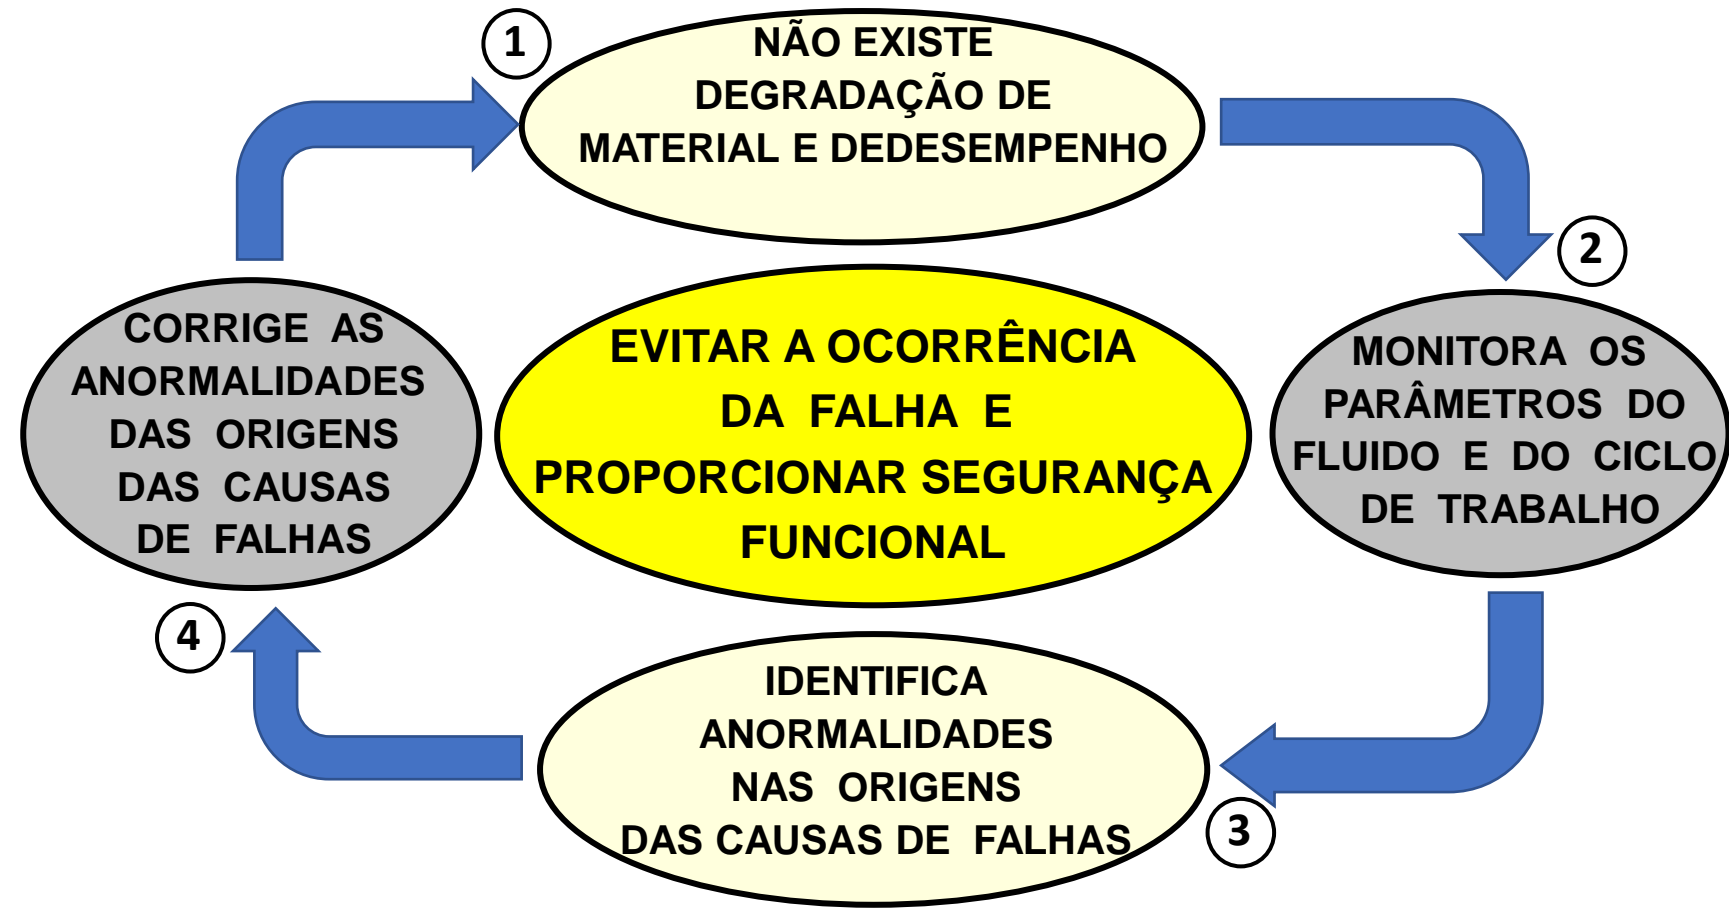 1
NÃO EXISTE
DEGRADAÇÃO DE
MATERIAL E DEDESEMPENHO
2
MONITORA OS
PARÂMETROS DO
FLUIDO E DO CICLO
DE TRABALHO
3
IDENTIFICA
ANORMALIDADES
NAS ORIGENS
DAS CAUSAS DE FALHAS
4
CORRIGE AS
ANORMALIDADES
DAS ORIGENS
DAS CAUSAS
DE FALHAS
EVITAR A OCORRÊNCIA
DA FALHA E
PROPORCIONAR SEGURANÇA
FUNCIONAL